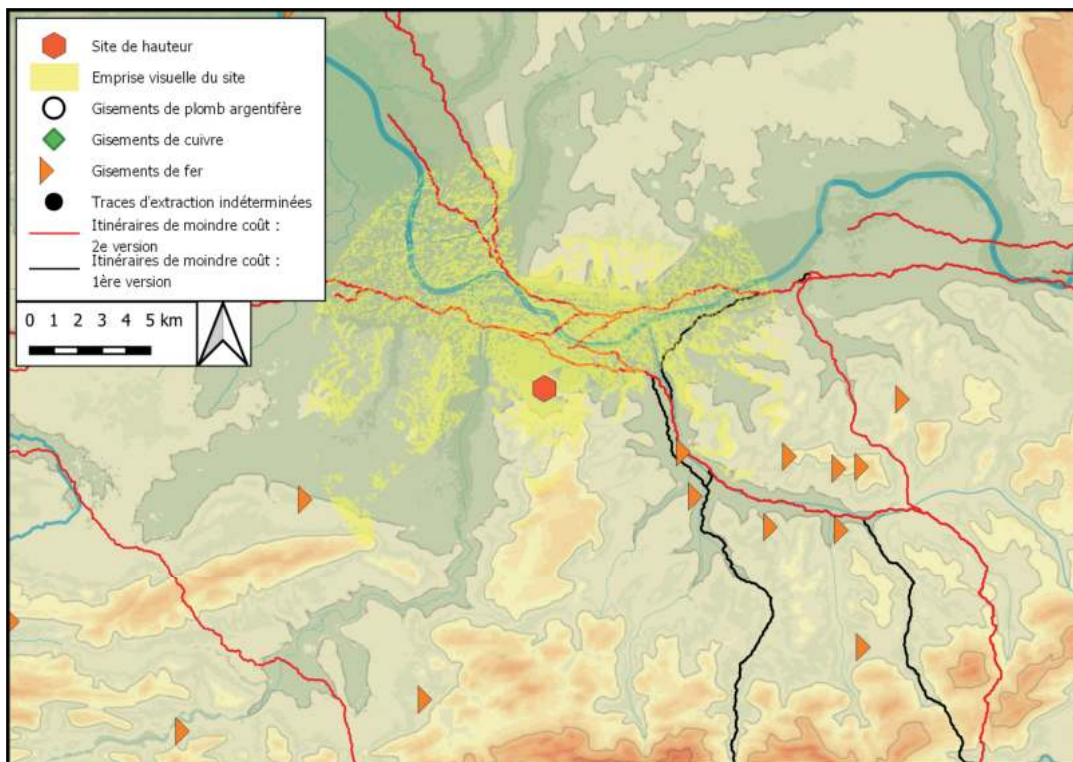 Site de hauteur
Emprise visuelle du site
Gisements de plomb argentifère
Gisements de cuivre
Gisements de fer
Traces d'extraction indéterminées
Itinéraires de moindre coût :
2e version
Itinéraires de moindre coût :
1ère version
0 1 2 3 4 5 km